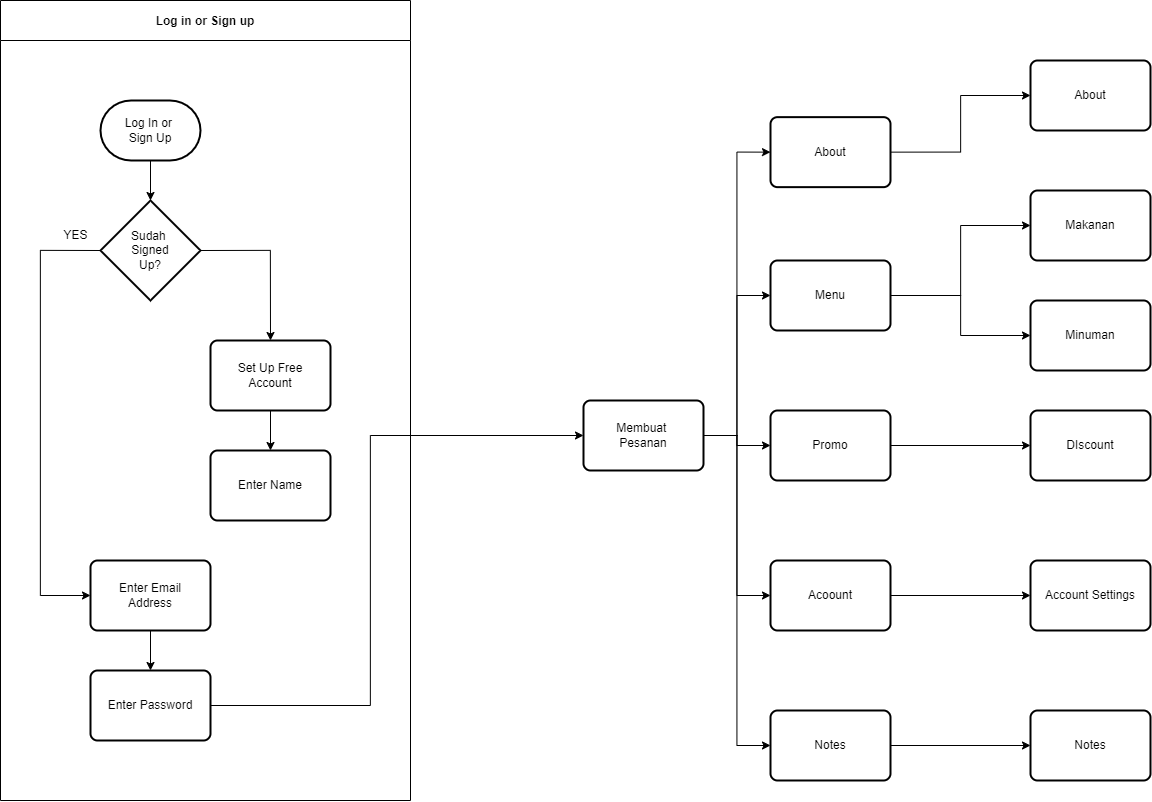 Log in or Sign up
Log In or
Sign Up
YES
Sudah
Signed
Up?
Set Up Free
Account
Enter Name
Enter Email
Address
Enter Password
Membuat
Pesanan
About
About
Menu
Makanan
Minuman
Promo
DIscount
Acoount
Account Settings
Notes
Notes